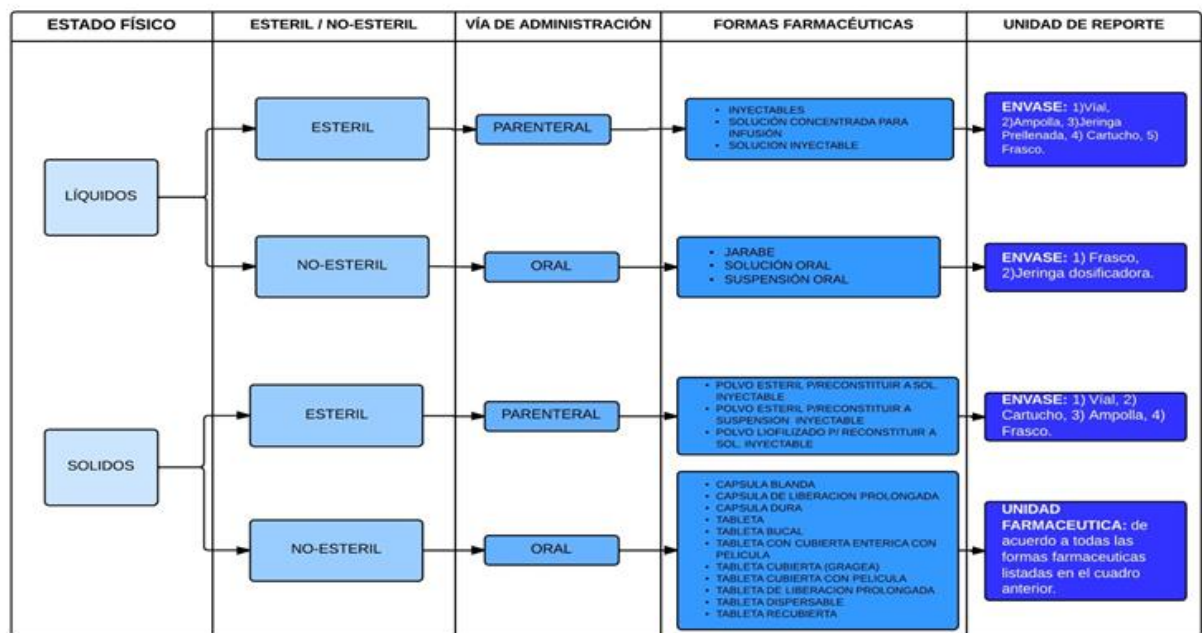 ESTADO FÍSICO
ESTERIL / NO-ESTERIL
VÍA DE ADMINISTRACIÓN
FORMAS FARMACÉUTICAS
UNIDAD DE REPORTE
LÍQUIDOS
ESTERIL
PARENTERAL
• INYECTABLES
• SOLUCIÓN CONCENTRADA PARA
INFUSIÓN
• SOLUCION INYECTABLE
ENVASE: 1)Víal,
2)Ampolla, 3)Jeringa
Prellenada, 4) Cartucho, 5)
Frasco.
NO-ESTERIL
ORAL
• JARABE
• SOLUCIÓN ORAL
• SUSPENSIÓN ORAL
ENVASE: 1) Frasco,
2)Jeringa dosificadora.
SOLIDOS
ESTERIL
PARENTERAL
• POLVO ESTERIL P/RECONSTITUIR A SOL.
INYECTABLE
• POLVO ESTERIL P/RECONSTITUIR A
SUSPENSION INYECTABLE
• POLVO LIOFILIZADO P/ RECONSTITUIR A
SOL. INYECTABLE
ENVASE: 1) Víal, 2)
Cartucho, 3) Ampolla, 4)
Frasco.
NO-ESTERIL
ORAL
• CAPSULA BLANDA
• CAPSULA DE LIBERACION PROLONGADA
• CAPSULA DURA
• TABLETA
• TABLETA BUCAL
• TABLETA CON CUBIERTA ENTERICA CON
PELICULA
• TABLETA CUBIERTA (GRAGEA)
• TABLETA CUBIERTA CON PELICULA
• TABLETA DE LIBERACION PROLONGADA
• TABLETA DISPERSABLE
• TABLETA RECUBIERTA
UNIDAD
FARMACEUTICA: de
acuerdo a todas las
formas farmaceuticas
listadas en el cuadro
anterior.